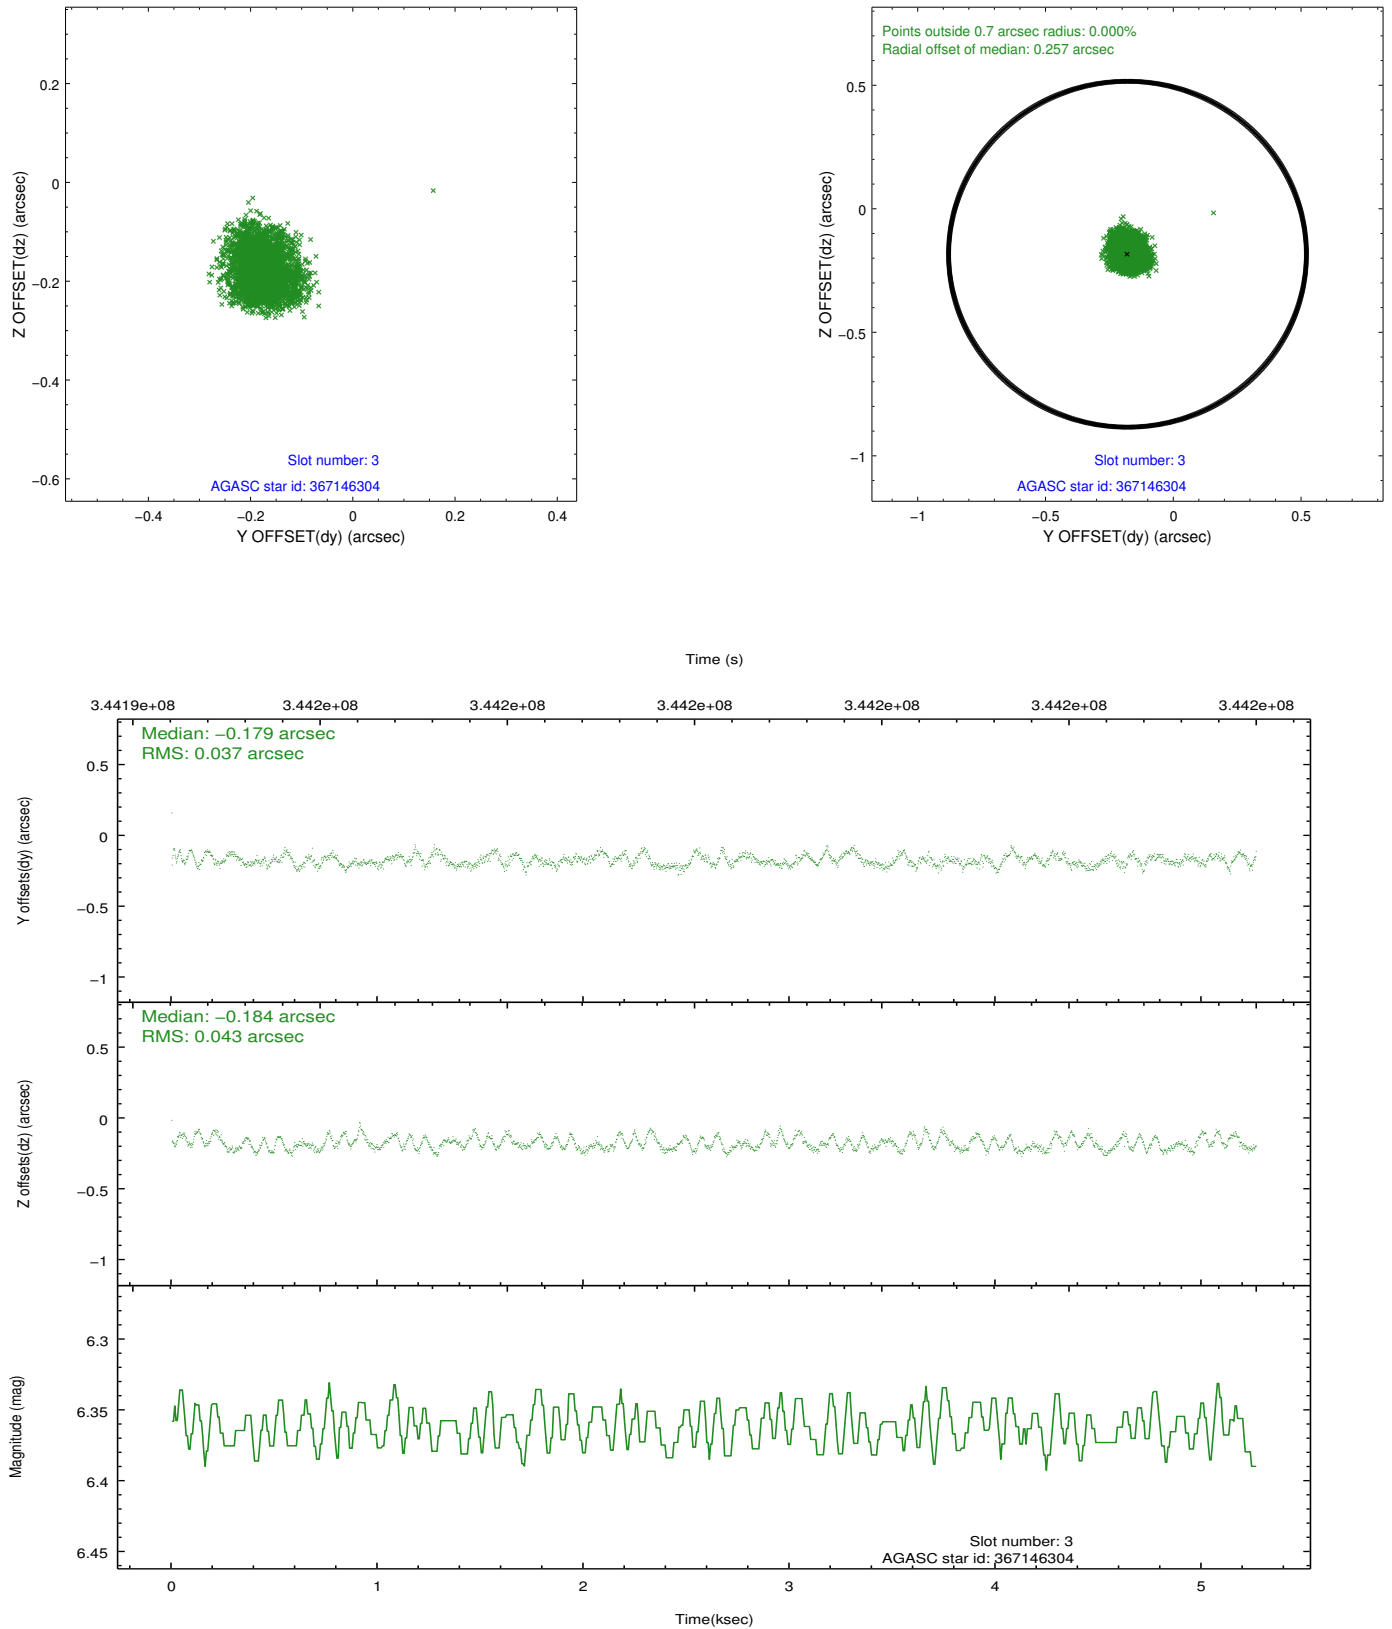 0.2
0
−0.2
−0.4
−0.6
Z OFFSET(dz) (arcsec)
Slot number: 3
AGASC star id: 367146304
−0.4
−0.2
0
0.2
0.4
Y OFFSET(dy) (arcsec)
Points outside 0.7 arcsec radius: 0.000%
Radial offset of median: 0.257 arcsec
0.5
0
−0.5
−1
Z OFFSET(dz) (arcsec)
Slot number: 3
AGASC star id: 367146304
−1
−0.5
0
0.5
Y OFFSET(dy) (arcsec)
Time (s)
3.4419e+08
3.442e+08
3.442e+08
3.442e+08
3.442e+08
3.442e+08
3.442e+08
Median: −0.179 arcsec
RMS: 0.037 arcsec
0.5
0
−0.5
−1
Y offsets(dy) (arcsec)
Median: −0.184 arcsec
RMS: 0.043 arcsec
0.5
0
−0.5
−1
Z offsets(dz) (arcsec)
6.3
6.35
6.4
6.45
Magnitude (mag)
Slot number: 3
AGASC star id: 367146304
0
1
2
3
4
5
Time(ksec)